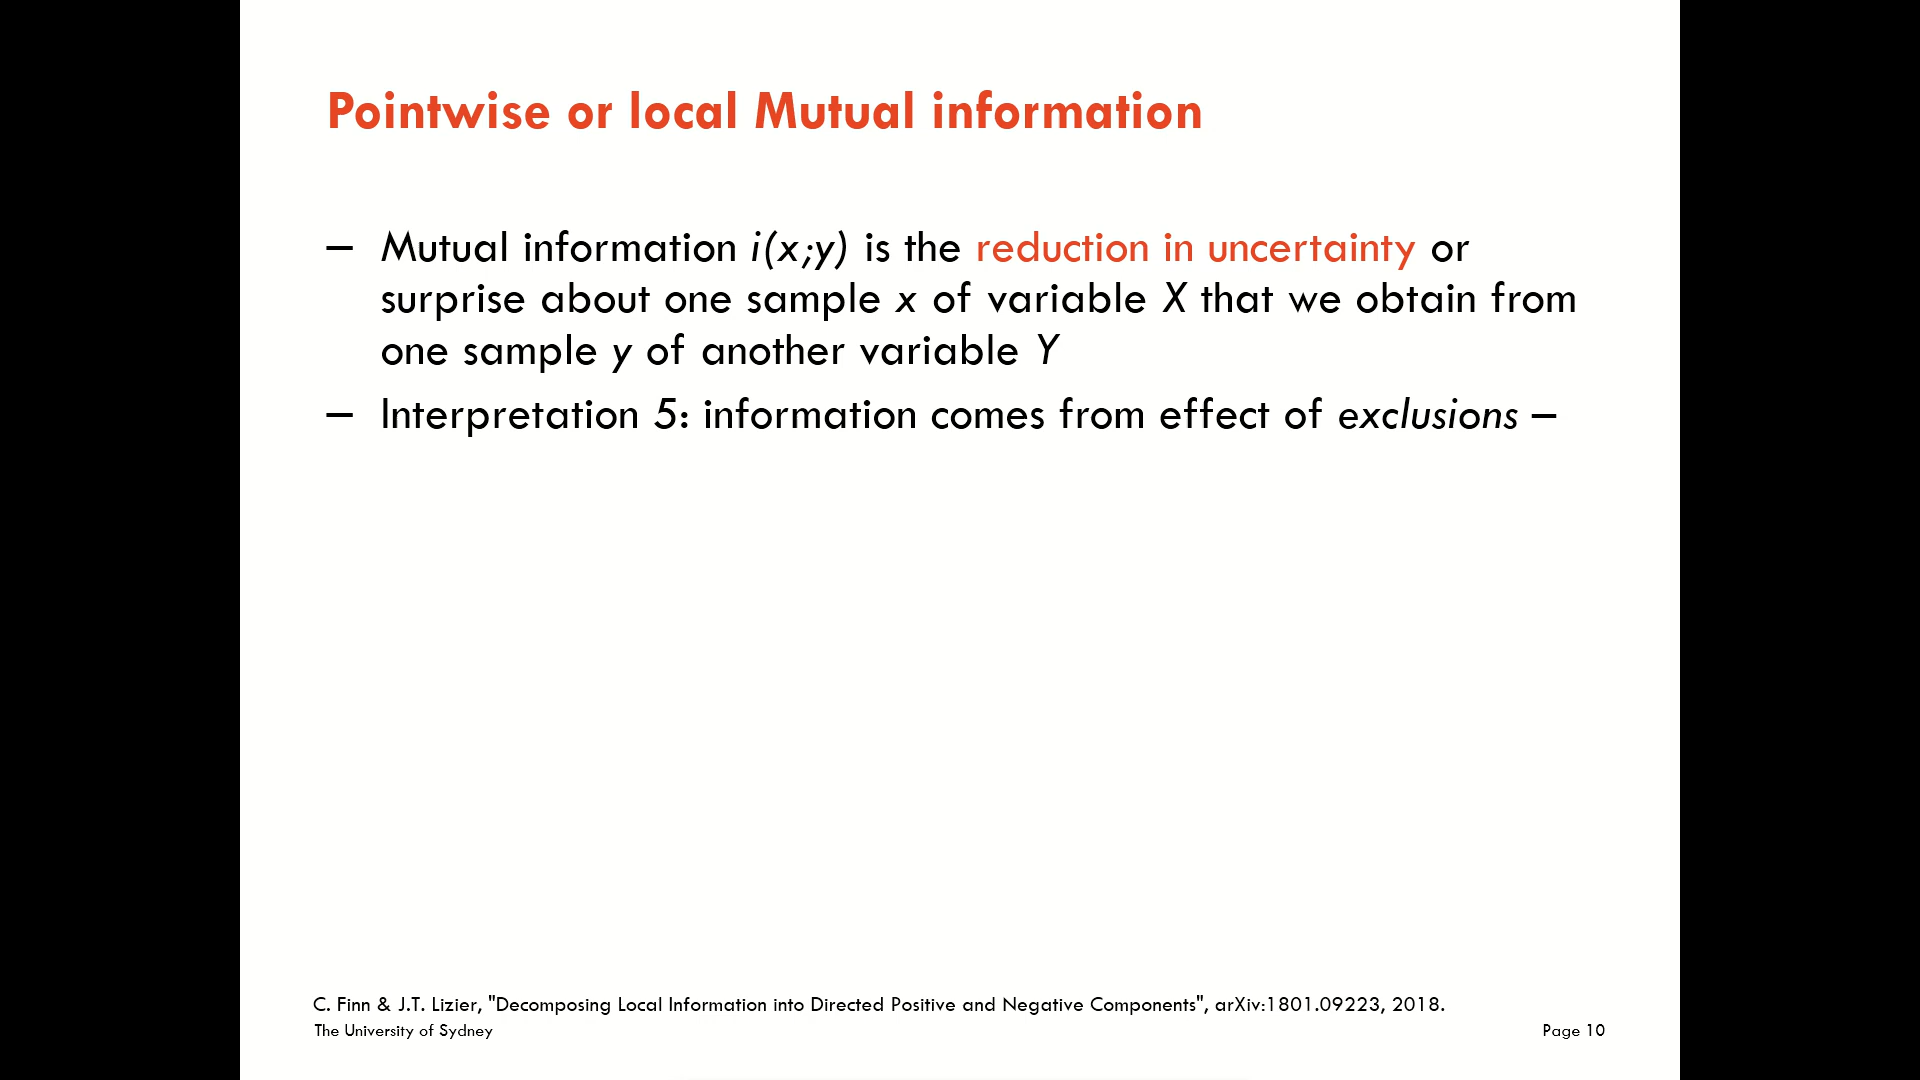 Pointwise or local Mutual information
– Mutual information i(x;y) is the reduction in uncertainty or
surprise about one sample x of variable X that we obtain from
one sample y of another variable Y
– Interpretation 5: information comes from effect of exclusions –
C. Finn & J.T. Lizier, "Decomposing Local Information into Directed Positive and Negative Components", arXiv:1801.09223, 2018.
The University of Sydney
Page 10